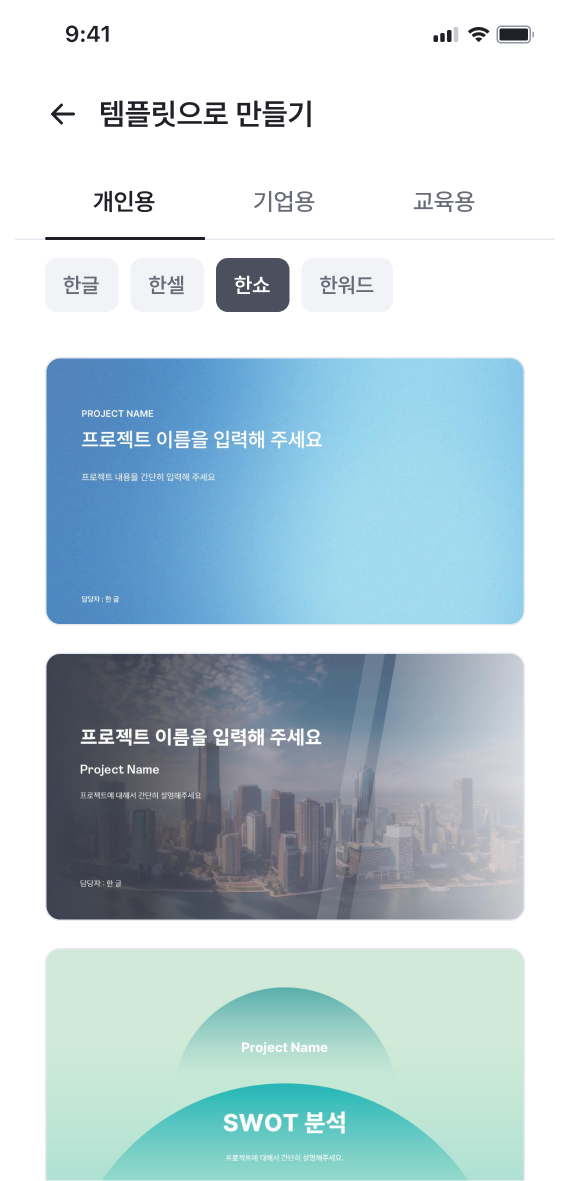 9:41
템플릿으로 만들기
개인용 기업용 교육용
한글 한셀 한쇼 한워드
PROJECT NAME
프로젝트 이름을 입력해 주세요
프로젝트 내용을 간단히 입력해 주세요
담당자 : 한 글
프로젝트 이름을 입력해 주세요
Project Name
프로젝트에 대해서 간단히 설명해주세요
담당자 : 한 글
Project Name
SWOT 분석
프로젝트에 대해서 간단히 설명해주세요.